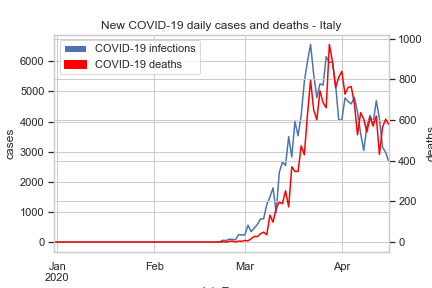 New COVID-19 daily cases and deaths - Italy
COVID-19 infections
COVID-19 deaths
cases
6000
5000
4000
3000
2000
1000
0
1000
800
600
400
200
0
deaths
Jan
2020
Feb
Mar
Apr